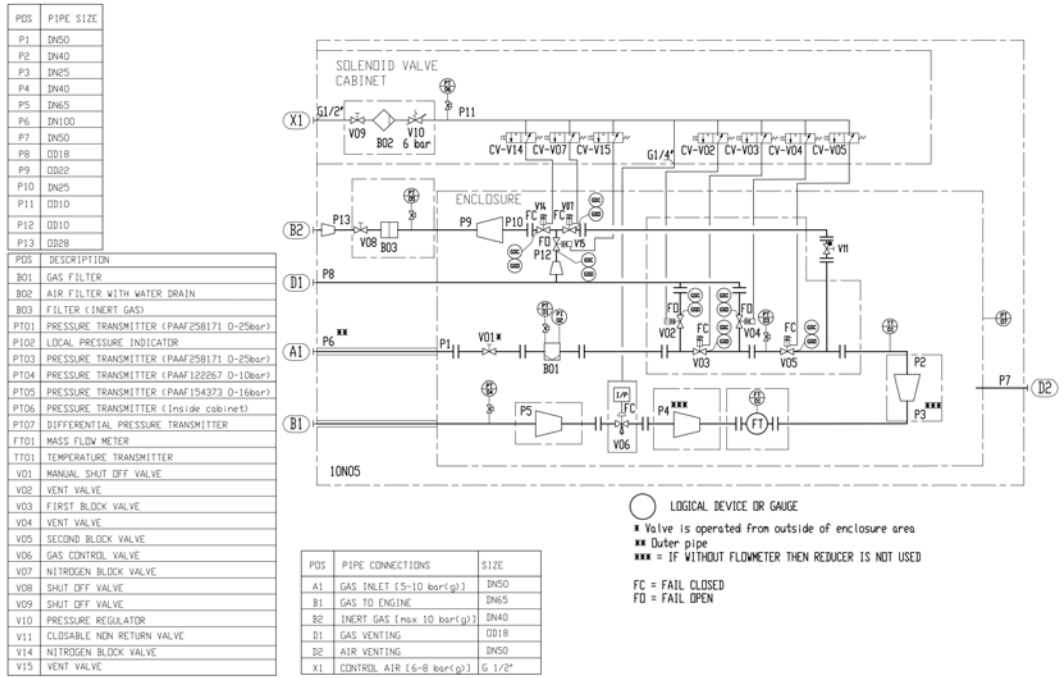 POS PIPE SIZE
P1 DN50
P2 DN40
P3 DN25
P4 DN40
P5 DN65
P6 DN100
P7 DN50
P8 OD18
P9 OD22
P10 DN25
P11 OD10
P12 OD10
P13 OD28
POS DESCRIPTION
B01 GAS FILTER
B02 AIR FILTER WITH WATER DRAIN
B03 FILTER (INERT GAS)
PT01 PRESSURE TRANSMITTER (PAAF258171 0-25bar)
PI02 LOCAL PRESSURE INDICATOR
PT03 PRESSURE TRANSMITTER (PAAF258171 0-25bar)
PT04 PRESSURE TRANSMITTER (PAAF122267 0-10bar)
PT05 PRESSURE TRANSMITTER (PAAF154373 0-16bar)
PT06 PRESSURE TRANSMITTER (Inside cabinet)
PT07 DIFFERENTIAL PRESSURE TRANSMITTER
FT01 MASS FLOW METER
TT01 TEMPERATURE TRANSMITTER
V01 MANUAL SHUT OFF VALVE
V02 VENT VALVE
V03 FIRST BLOCK VALVE
V04 VENT VALVE
V05 SECOND BLOCK VALVE
V06 GAS CONTROL VALVE
V07 NITROGEN BLOCK VALVE
V08 SHUT OFF VALVE
V09 SHUT OFF VALVE
V10 PRESSURE REGULATOR
V11 CLOSABLE NON RETURN VALVE
V14 NITROGEN BLOCK VALVE
V15 VENT VALVE
SOLENOID VALVE
CABINET
X1 G1/2" P11
V09 B02 V10
6 bar
CV-V14 CV-V07 CV-V15 G1/4" CV-V02 CV-V03 CV-V04 CV-V05
ENCLOSURE
B2 P13 V08 B03 P9 P10 FC V14 V07 FC
GSC
GSO
FO V15
P12
GSC
GSO
GSC
GSO
V11
D1 P8
FO V02
GSC
GSO
FC V03
GSC
GSO
FO V04
GSC
GSO
FC V05
GSC
GSO
A1 P6 ** P1 V01* B01
P2
P3
P7 D2
B1 P5 I/P FC V06 P4 *** FT
10N05
LOGICAL DEVICE OR GAUGE
* Valve is operated from outside of enclosure area
** Outer pipe
*** = IF WITHOUT FLOWMETER THEN REDUCER IS NOT USED
FC = FAIL CLOSED
FO = FAIL OPEN
POS PIPE CONNECTIONS SIZE
A1 GAS INLET [5-10 bar(g)] DN50
B1 GAS TO ENGINE DN65
B2 INERT GAS [max 10 bar(g)] DN40
D1 GAS VENTING OD18
D2 AIR VENTING DN50
X1 CONTROL AIR [6-8 bar(g)] G 1/2"